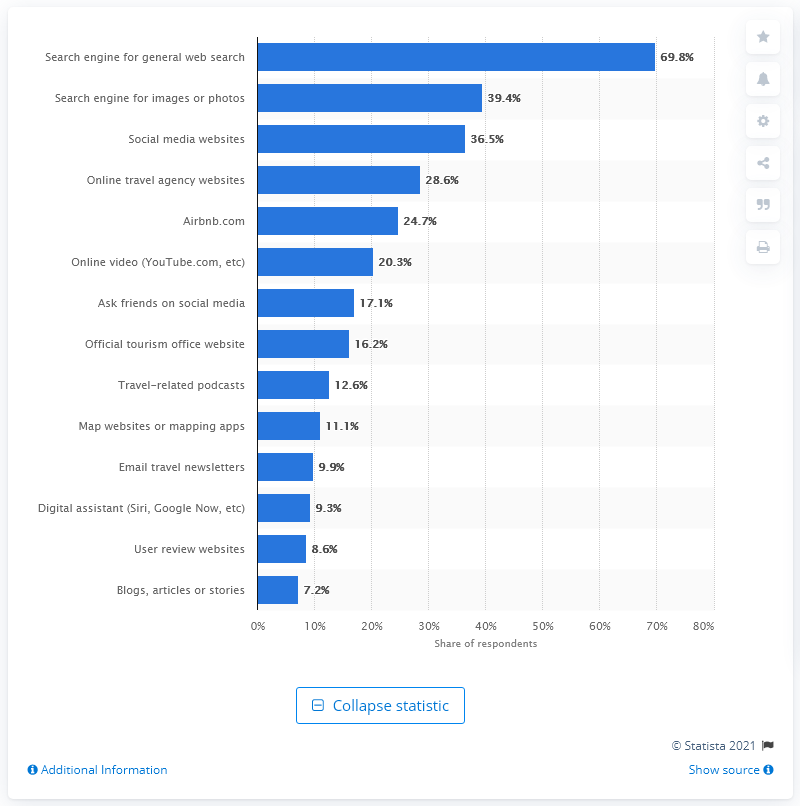 Search engine for general web search 69.8%
Search engine for images or photos 39.4%
Social media websites 36.5%
Online travel agency websites 28.6%
Airbnb.com 24.7%
Online video (YouTube.com, etc) 20.3%
Ask friends on social media 17.1%
Official tourism office website 16.2%
Travel-related podcasts 12.6%
Map websites or mapping apps 11.1%
Email travel newsletters 9.9%
Digital assistant (Siri, Google Now, etc) 9.3%
User review websites 8.6%
Blogs, articles or stories 7.2%
0% 10% 20% 30% 40% 50% 60% 70% 80%
Share of respondents
Collapse statistic
© Statista 2021
Additional Information Show source